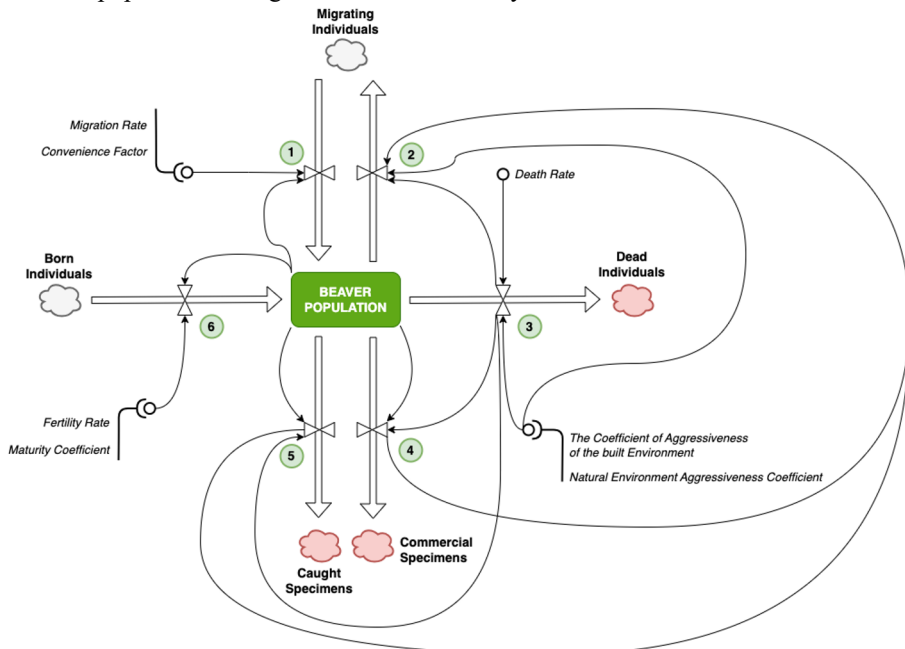 Migrating
Individuals
Migration Rate
Convenience Factor
1
2
Death Rate
Born
Individuals
Dead
Individuals
BEAVER
POPULATION
6
3
Fertility Rate
Maturity Coefficient
5
4
The Coefficient of Aggressiveness
of the built Environment
Natural Environment Aggressiveness Coefficient
Commercial
Specimens
Caught
Specimens